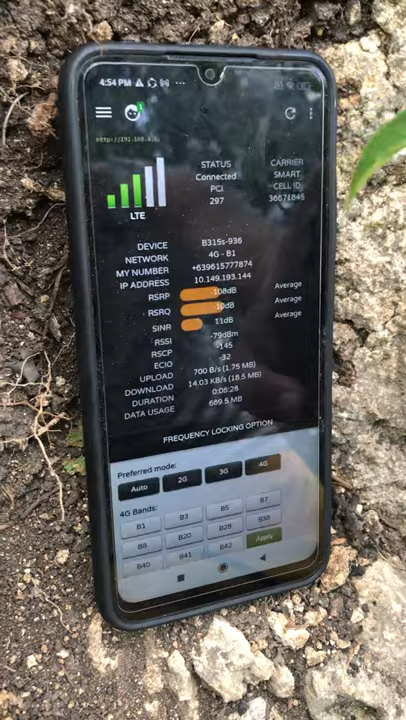 4:54 PM
1
http://192.168.8.1/
STATUS
Connected
PCI
297
CARRIER
SMART
CELL ID
36671845
LTE
DEVICE B315s-936
NETWORK 4G - B1
MY NUMBER +639615777874
IP ADDRESS 10.149.193.144
RSRP -108dB Average
RSRQ -10dB Average
SINR 11dB Average
RSSI -79dBm
RSCP -145
ECIO -32
UPLOAD 700 B/s (1.75 MB)
DOWNLOAD 14.03 KB/s (18.5 MB)
DURATION 0:08:28
DATA USAGE 689.5 MB
FREQUENCY LOCKING OPTION
Preferred mode:
Auto 2G 3G 4G
4G Bands:
B1 B3 B5 B7
B8 B20 B28 B38
B40 B41 B42 Apply